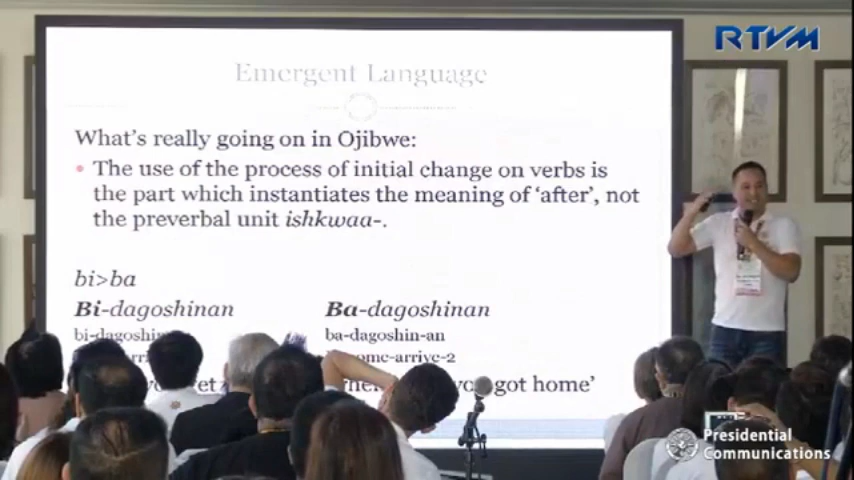 RTVM
Emergent Language
What's really going on in Ojibwe:
• The use of the process of initial change on verbs is
the part which instantiates the meaning of 'after', not
the preverbal unit ishkwaa-.
bi>ba
Bi-dagoshinan Ba-dagoshinan
ba-dagoshin-an
got home'
Presidential
Communications